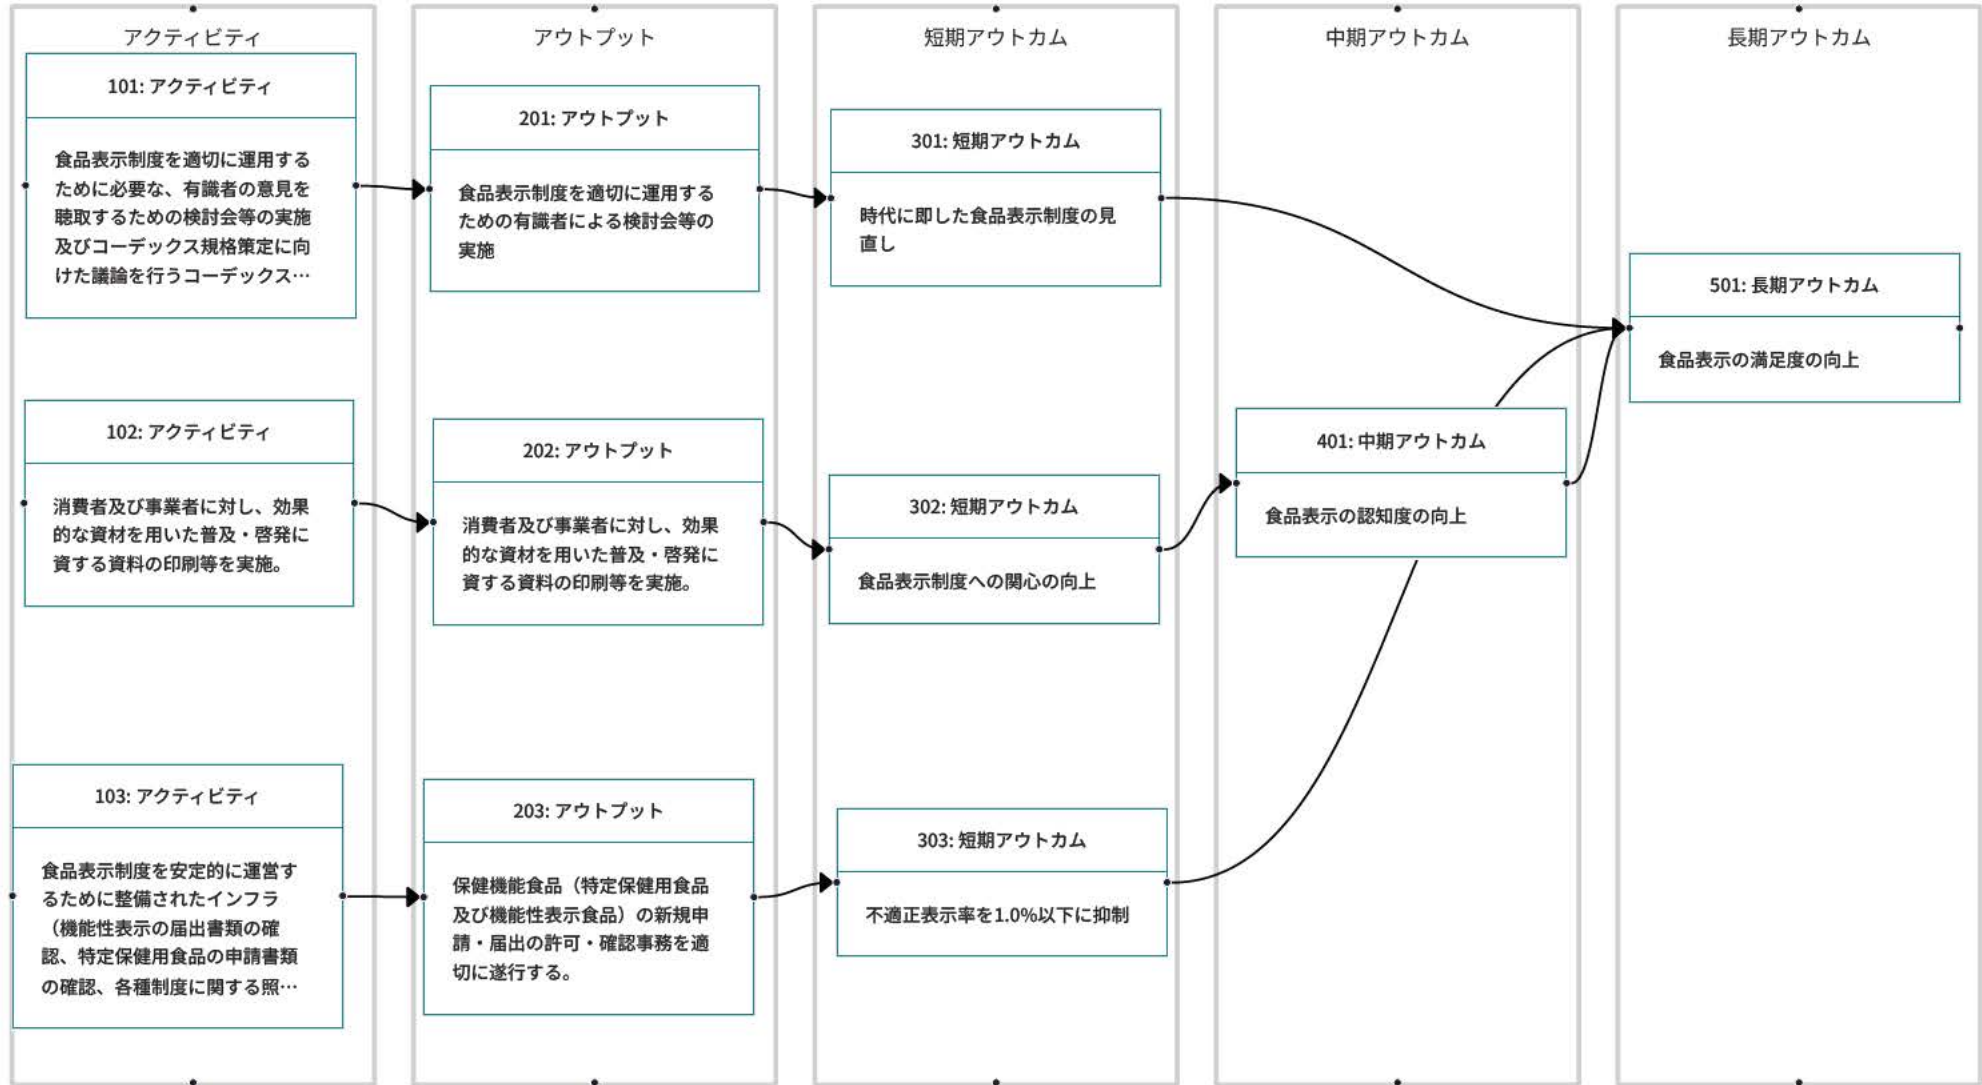 アクティビティ
101: アクティビティ
食品表示制度を適切に運用する
ために必要な、有識者の意見を
聴取するための検討会等の実施
及びコーデックス規格策定に向
けた議論を行うコーデックス…
102: アクティビティ
消費者及び事業者に対し、効果
的な資材を用いた普及・啓発に
資する資料の印刷等を実施。
103: アクティビティ
食品表示制度を安定的に運営す
るために整備されたインフラ
（機能性表示の届出書類の確
認、特定保健用食品の申請書類
の確認、各種制度に関する照…
アウトプット
201: アウトプット
食品表示制度を適切に運用する
ための有識者による検討会等の
実施
202: アウトプット
消費者及び事業者に対し、効果
的な資材を用いた普及・啓発に
資する資料の印刷等を実施。
203: アウトプット
保健機能食品（特定保健用食品
及び機能性表示食品）の新規申
請・届出の許可・確認事務を適
切に遂行する。
短期アウトカム
301: 短期アウトカム
時代に即した食品表示制度の見
直し
302: 短期アウトカム
食品表示制度への関心の向上
303: 短期アウトカム
不適正表示率を1.0%以下に抑制
中期アウトカム
401: 中期アウトカム
食品表示の認知度の向上
長期アウトカム
501: 長期アウトカム
食品表示の満足度の向上